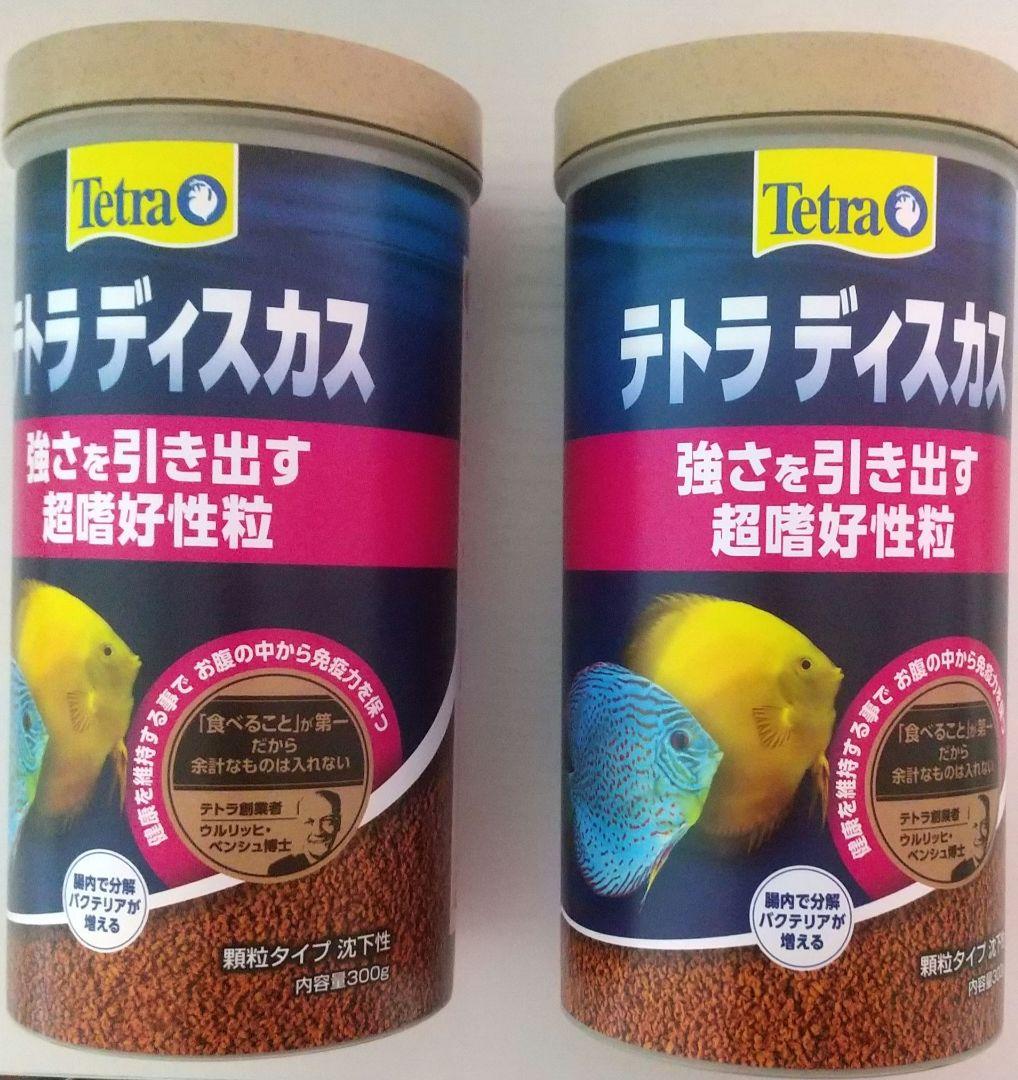 Tetra
テトラ ディスカス
強さを引き出す
超嗜好性粒
健康を維持する事で お腹の中から免疫力を保つ
「食べること」が第一
だから
余計なものは入れない
テトラ創業者
ウルリッヒ・
ベンシュ博士
腸内で分解
バクテリアが
増える
顆粒タイプ 沈下性
内容量300g
Tetra
テトラ ディスカス
強さを引き出す
超嗜好性粒
健康を維持する事で お腹の中から免疫力を保つ
「食べること」が第一
だから
余計なものは入れない
テトラ創業者
ウルリッヒ・
ベンシュ博士
腸内で分解
バクテリアが
増える
顆粒タイプ 沈下
内容量300